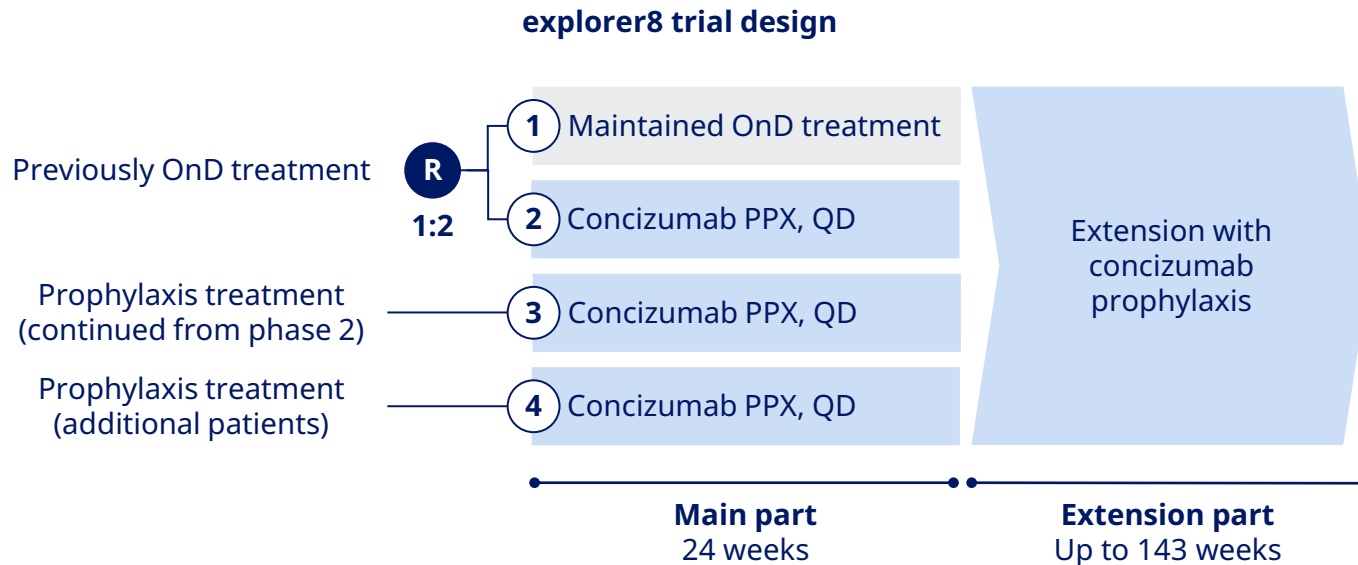 explorer8 trial design
Previously OnD treatment
R
1:2
1
Maintained OnD treatment
2
Concizumab PPX, QD
Prophylaxis treatment
(continued from phase 2)
3
Concizumab PPX, QD
Prophylaxis treatment
(additional patients)
4
Concizumab PPX, QD
Extension with
concizumab
prophylaxis
Main part
24 weeks
Extension part
Up to 143 weeks